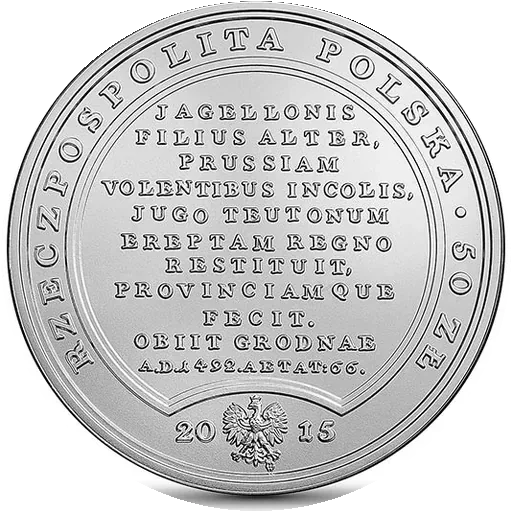 RZECZPOSPOLITA POLSKA · 50 ZŁ
JAGELLONIS
FILIUS ALTER,
PRUSSIAM
VOLENTIBUS INCOLIS,
JUGO TEUTONUM
EREPTAM REGNO
RESTITUIT,
PROVINCIAMQUE
FECIT.
OBIIT GRODNAE
A.D.1492.AETAT:66.
20 15